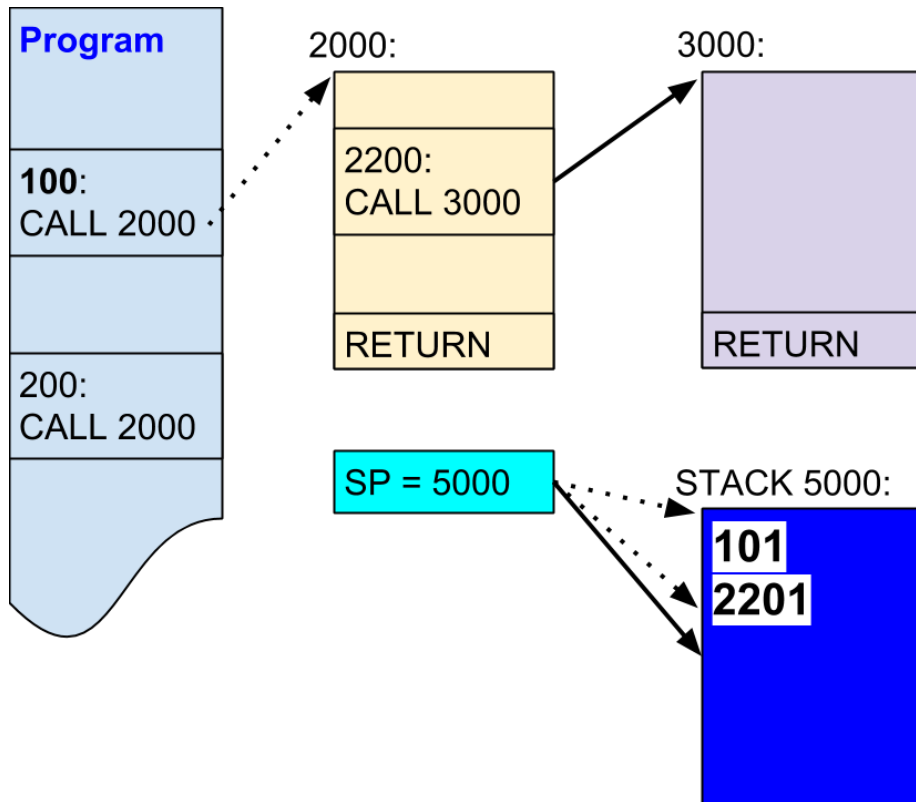 Program
100:
CALL 2000
200:
CALL 2000
2000:
2200:
CALL 3000
RETURN
3000:
RETURN
SP = 5000
STACK 5000:
101
2201